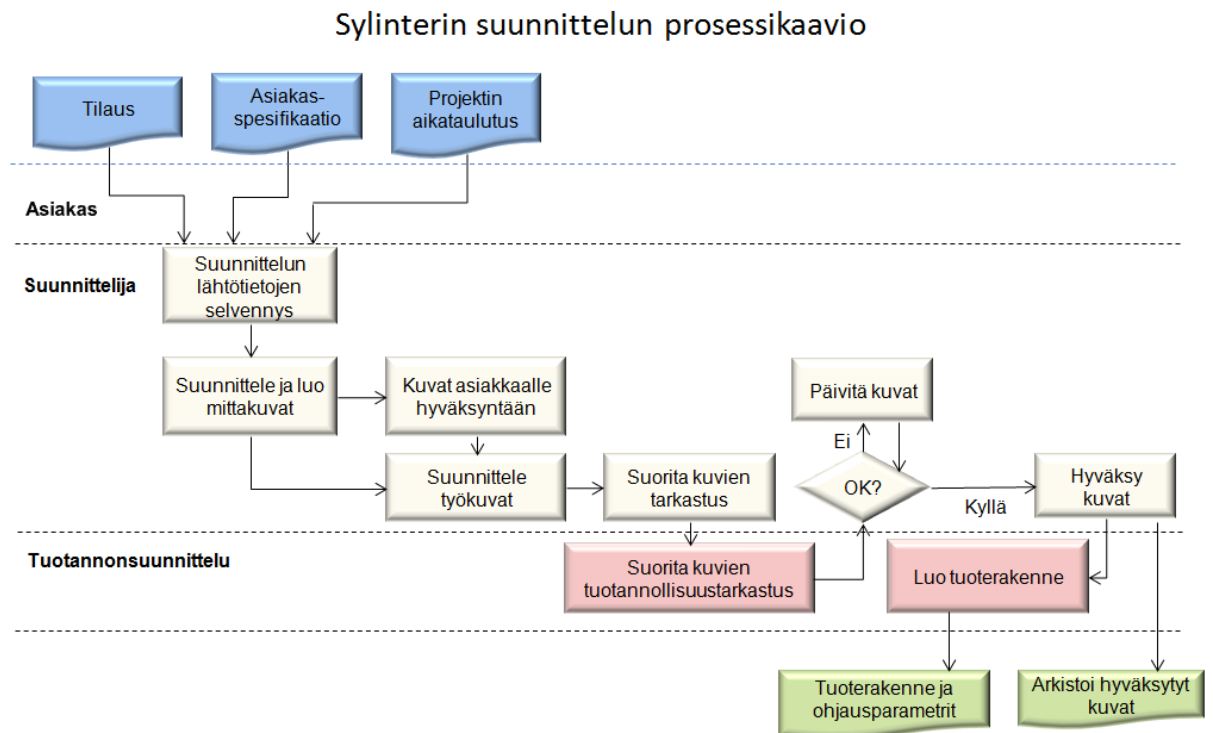 Sylinterin suunnittelun prosessikaavio
Tilaus
Asiakas-
spesifikaatio
Projektin
aikataulutus
Asiakas
Suunnittelija
Suunnittelun
lähtötietojen
selvennys
Suunnittele ja luo
mittakuvat
Kuvat asiakkaalle
hyväksyntään
Päivitä kuvat
Ei
Suunnittele
työkuvat
Suorita kuvien
tarkastus
OK?
Kyllä
Hyväksy
kuvat
Tuotannonsuunnittelu
Suorita kuvien
tuotannollisuustarkastus
Luo tuoterakenne
Tuoterakenne ja
ohjausparametrit
Arkistoi hyväksytyt
kuvat